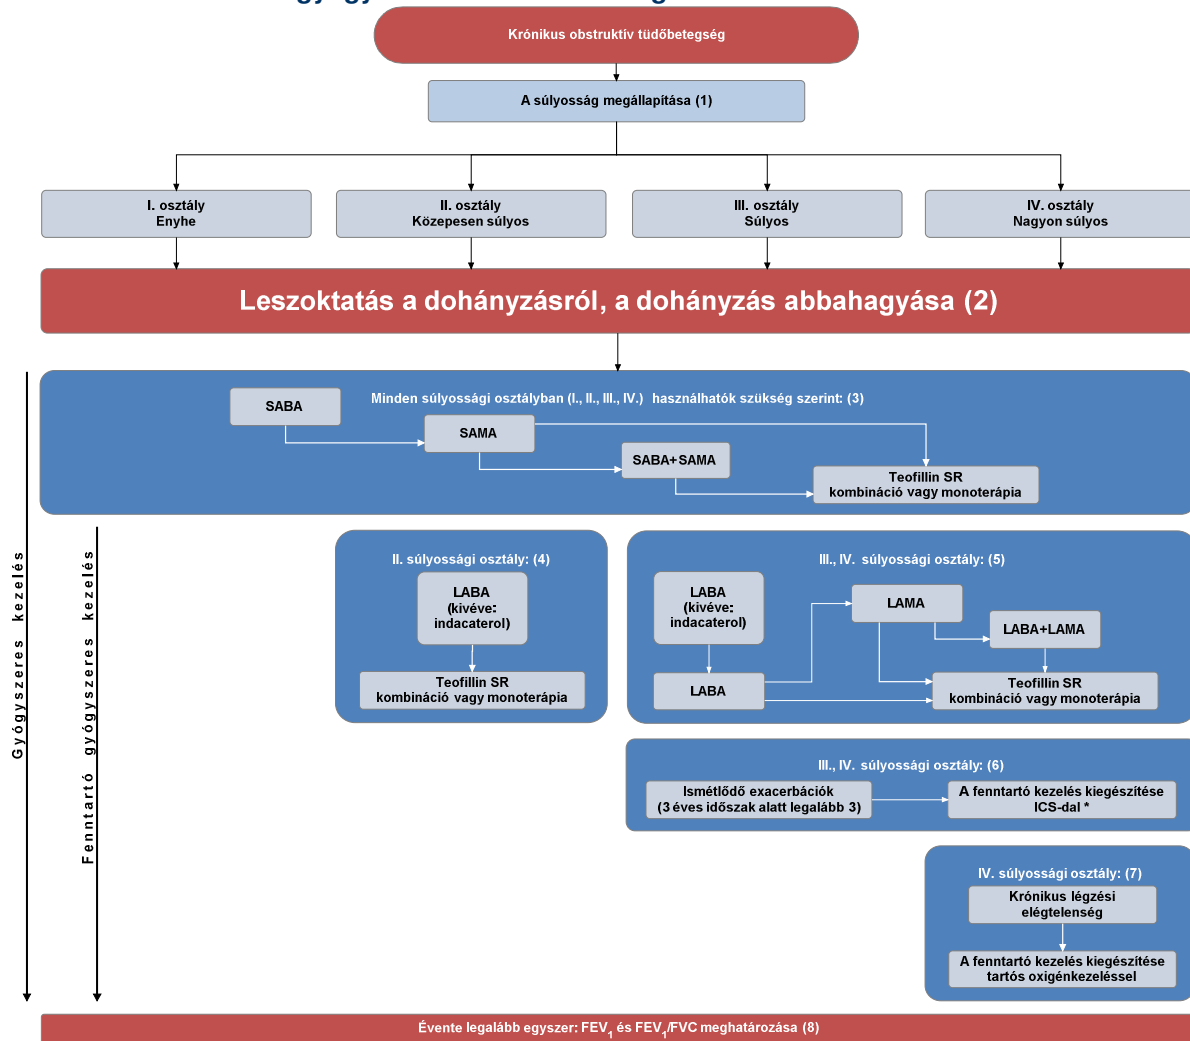 Krónikus obstruktív tüdőbetegség
A súlyosság megállapítása (1)
I. osztály
Enyhe
II. osztály
Közepesen súlyos
III. osztály
Súlyos
IV. osztály
Nagyon súlyos
Leszoktatás a dohányzásról, a dohányzás abbahagyása (2)
Minden súlyossági osztályban (I., II., III., IV.) használhatók szükség szerint: (3)
SABA
SAMA
SABA+SAMA
Teofillin SR
kombináció vagy monoterápia
Gyógyszeres kezelés
Fenntartó gyógyszeres kezelés
II. súlyossági osztály: (4)
LABA
(kivéve:
indacaterol)
Teofillin SR
kombináció vagy monoterápia
III., IV. súlyossági osztály: (5)
LABA
(kivéve:
indacaterol)
LAMA
LABA+LAMA
LABA
Teofillin SR
kombináció vagy monoterápia
III., IV. súlyossági osztály: (6)
Ismétlődő exacerbációk
(3 éves időszak alatt legalább 3)
A fenntartó kezelés kiegészítése
ICS-dal *
IV. súlyossági osztály: (7)
Krónikus légzési
elégtelenség
A fenntartó kezelés kiegészítése
tartós oxigénkezeléssel
Évente legalább egyszer: FEV1 és FEV1/FVC meghatározása (8)